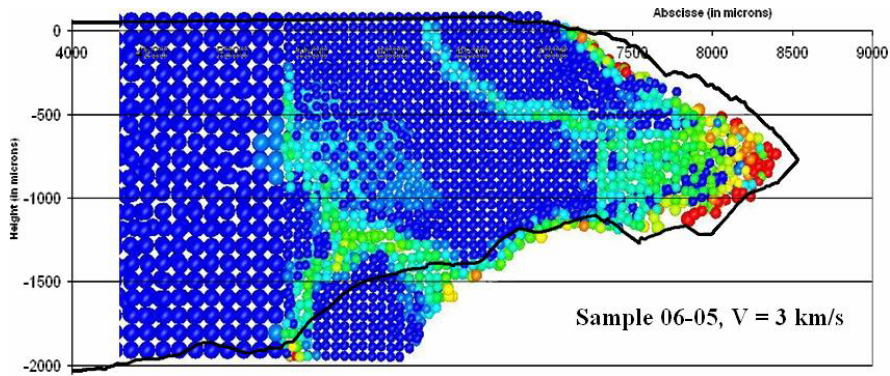 Abscisse (in microns)
0
4000 7500 8000 8500 9000
-500
Height (in microns)
-1000
-1500
Sample 06-05, V = 3 km/s
-2000